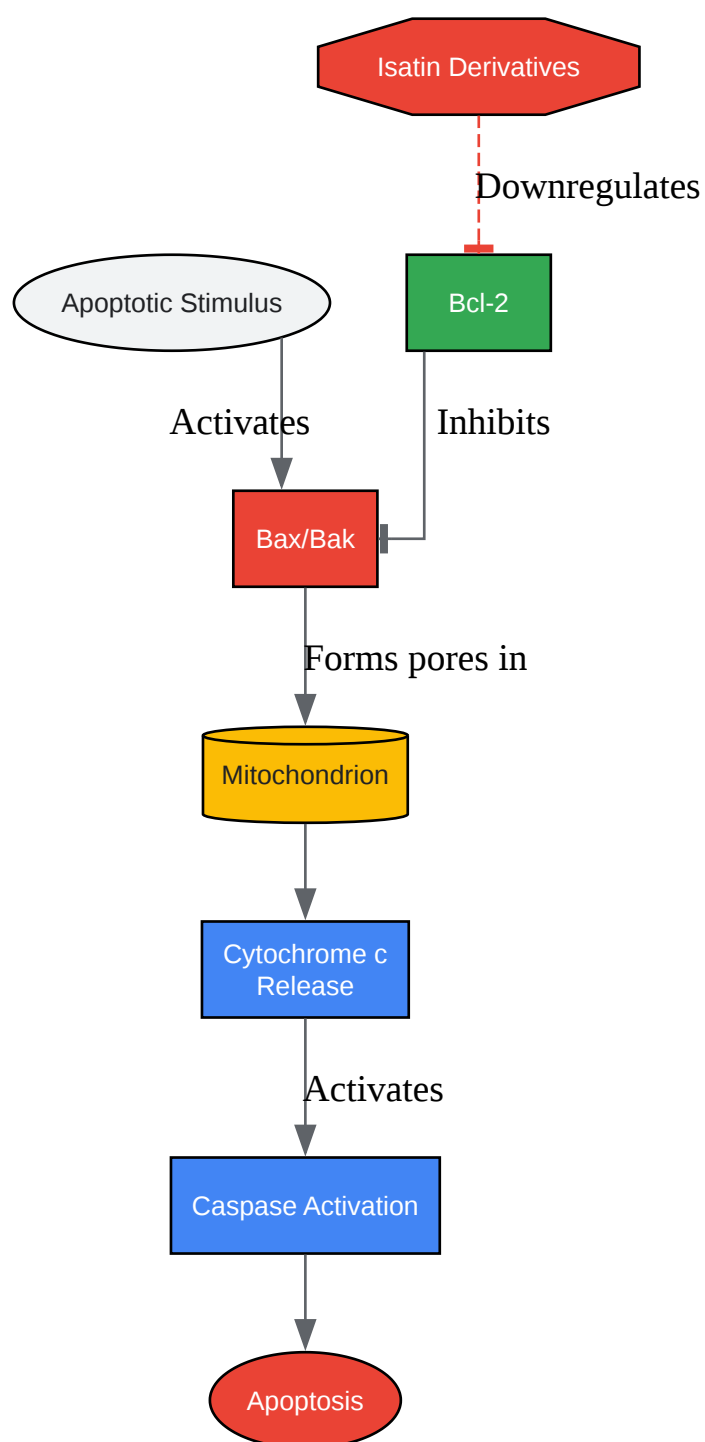 Isatin Derivatives
Downregulates
Apoptotic Stimulus
Bcl-2
Activates
Inhibits
Bax/Bak
Forms pores in
Mitochondrion
Cytochrome c
Release
Activates
Caspase Activation
Apoptosis